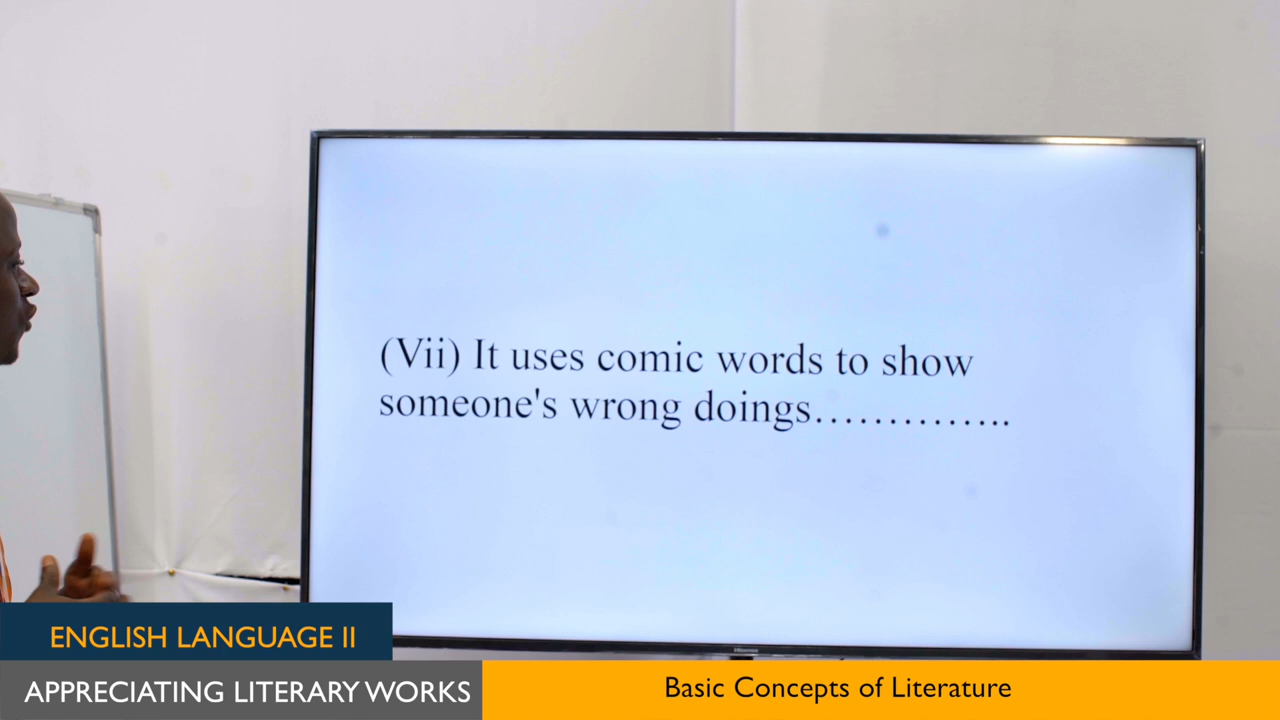 (Vii) It uses comic words to show
someone's wrong doings…………..
Hisense
ENGLISH LANGUAGE II
APPRECIATING LITERARY WORKS
Basic Concepts of Literature